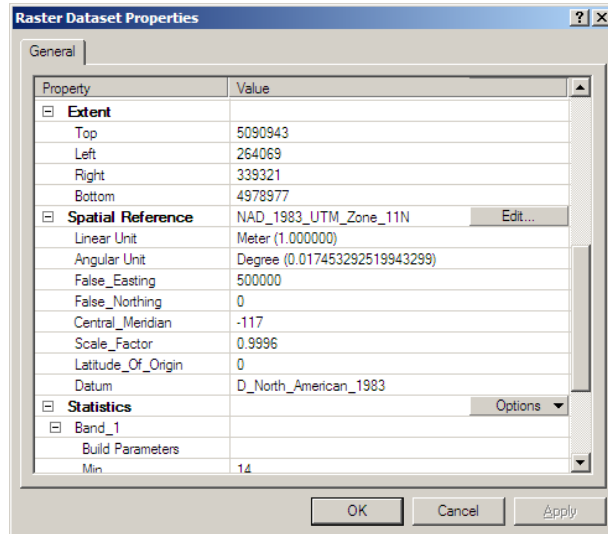 Raster Dataset Properties
General
Property Value
Extent
Top 5090943
Left 264069
Right 339321
Bottom 4978977
Spatial Reference NAD_1983_UTM_Zone_11N Edit...
Linear Unit Meter (1.000000)
Angular Unit Degree (0.017453292519943299)
False_Easting 500000
False_Northing 0
Central_Meridian -117
Scale_Factor 0.9996
Latitude_Of_Origin 0
Datum D_North_American_1983
Statistics Options
Band_1
Build Parameters
Min 14
OK Cancel Apply